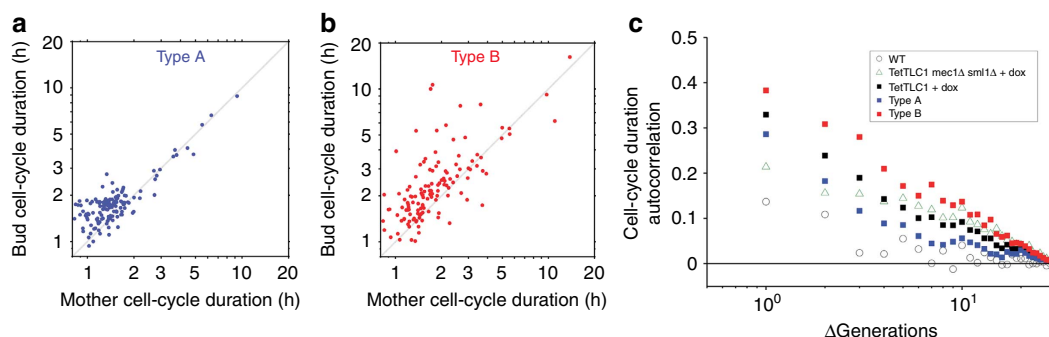 a
Type A
Bud cell-cycle duration (h)
20
10
5
3
2
1
1
2
3
5
10
20
Mother cell-cycle duration (h)
b
Type B
Bud cell-cycle duration (h)
20
10
5
3
2
1
1
2
3
5
10
20
Mother cell-cycle duration (h)
c
Cell-cycle duration
autocorrelation
0.5
0.4
0.3
0.2
0.1
0
WT
TetTLC1 mec1Δ sml1Δ + dox
TetTLC1 + dox
Type A
Type B
10⁰
10¹
ΔGenerations